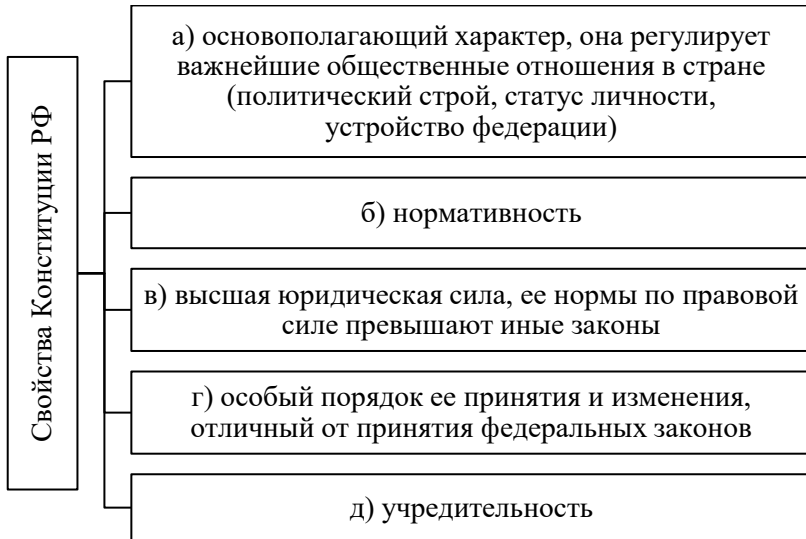 Свойства Конституции РФ
а) основополагающий характер, она регулирует
важнейшие общественные отношения в стране
(политический строй, статус личности,
устройство федерации)
б) нормативность
в) высшая юридическая сила, ее нормы по правовой
силе превышают иные законы
г) особый порядок ее принятия и изменения,
отличный от принятия федеральных законов
д) учредительность